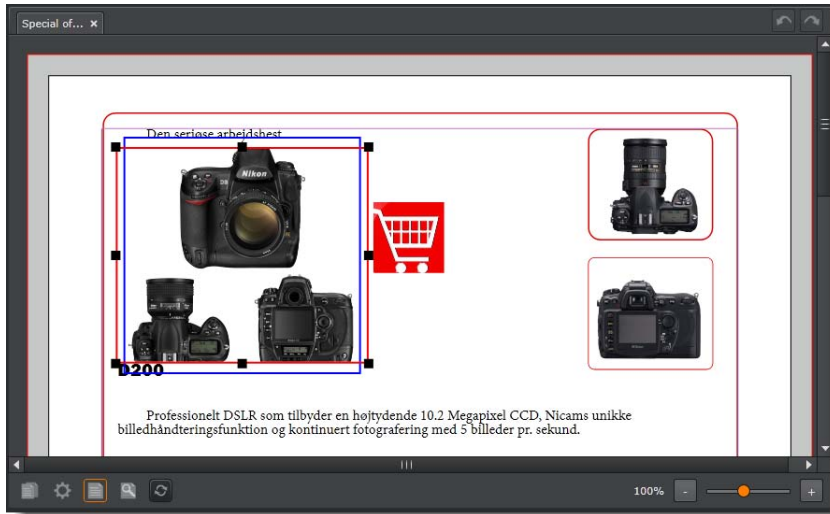 Special of...
Den seriøse arbejdshest
Nikon
D200
Professionelt DSLR som tilbyder en højtydende 10.2 Megapixel CCD, Nicams unikke
billedhåndteringsfunktion og kontinuert fotografering med 5 billeder pr. sekund.
100%